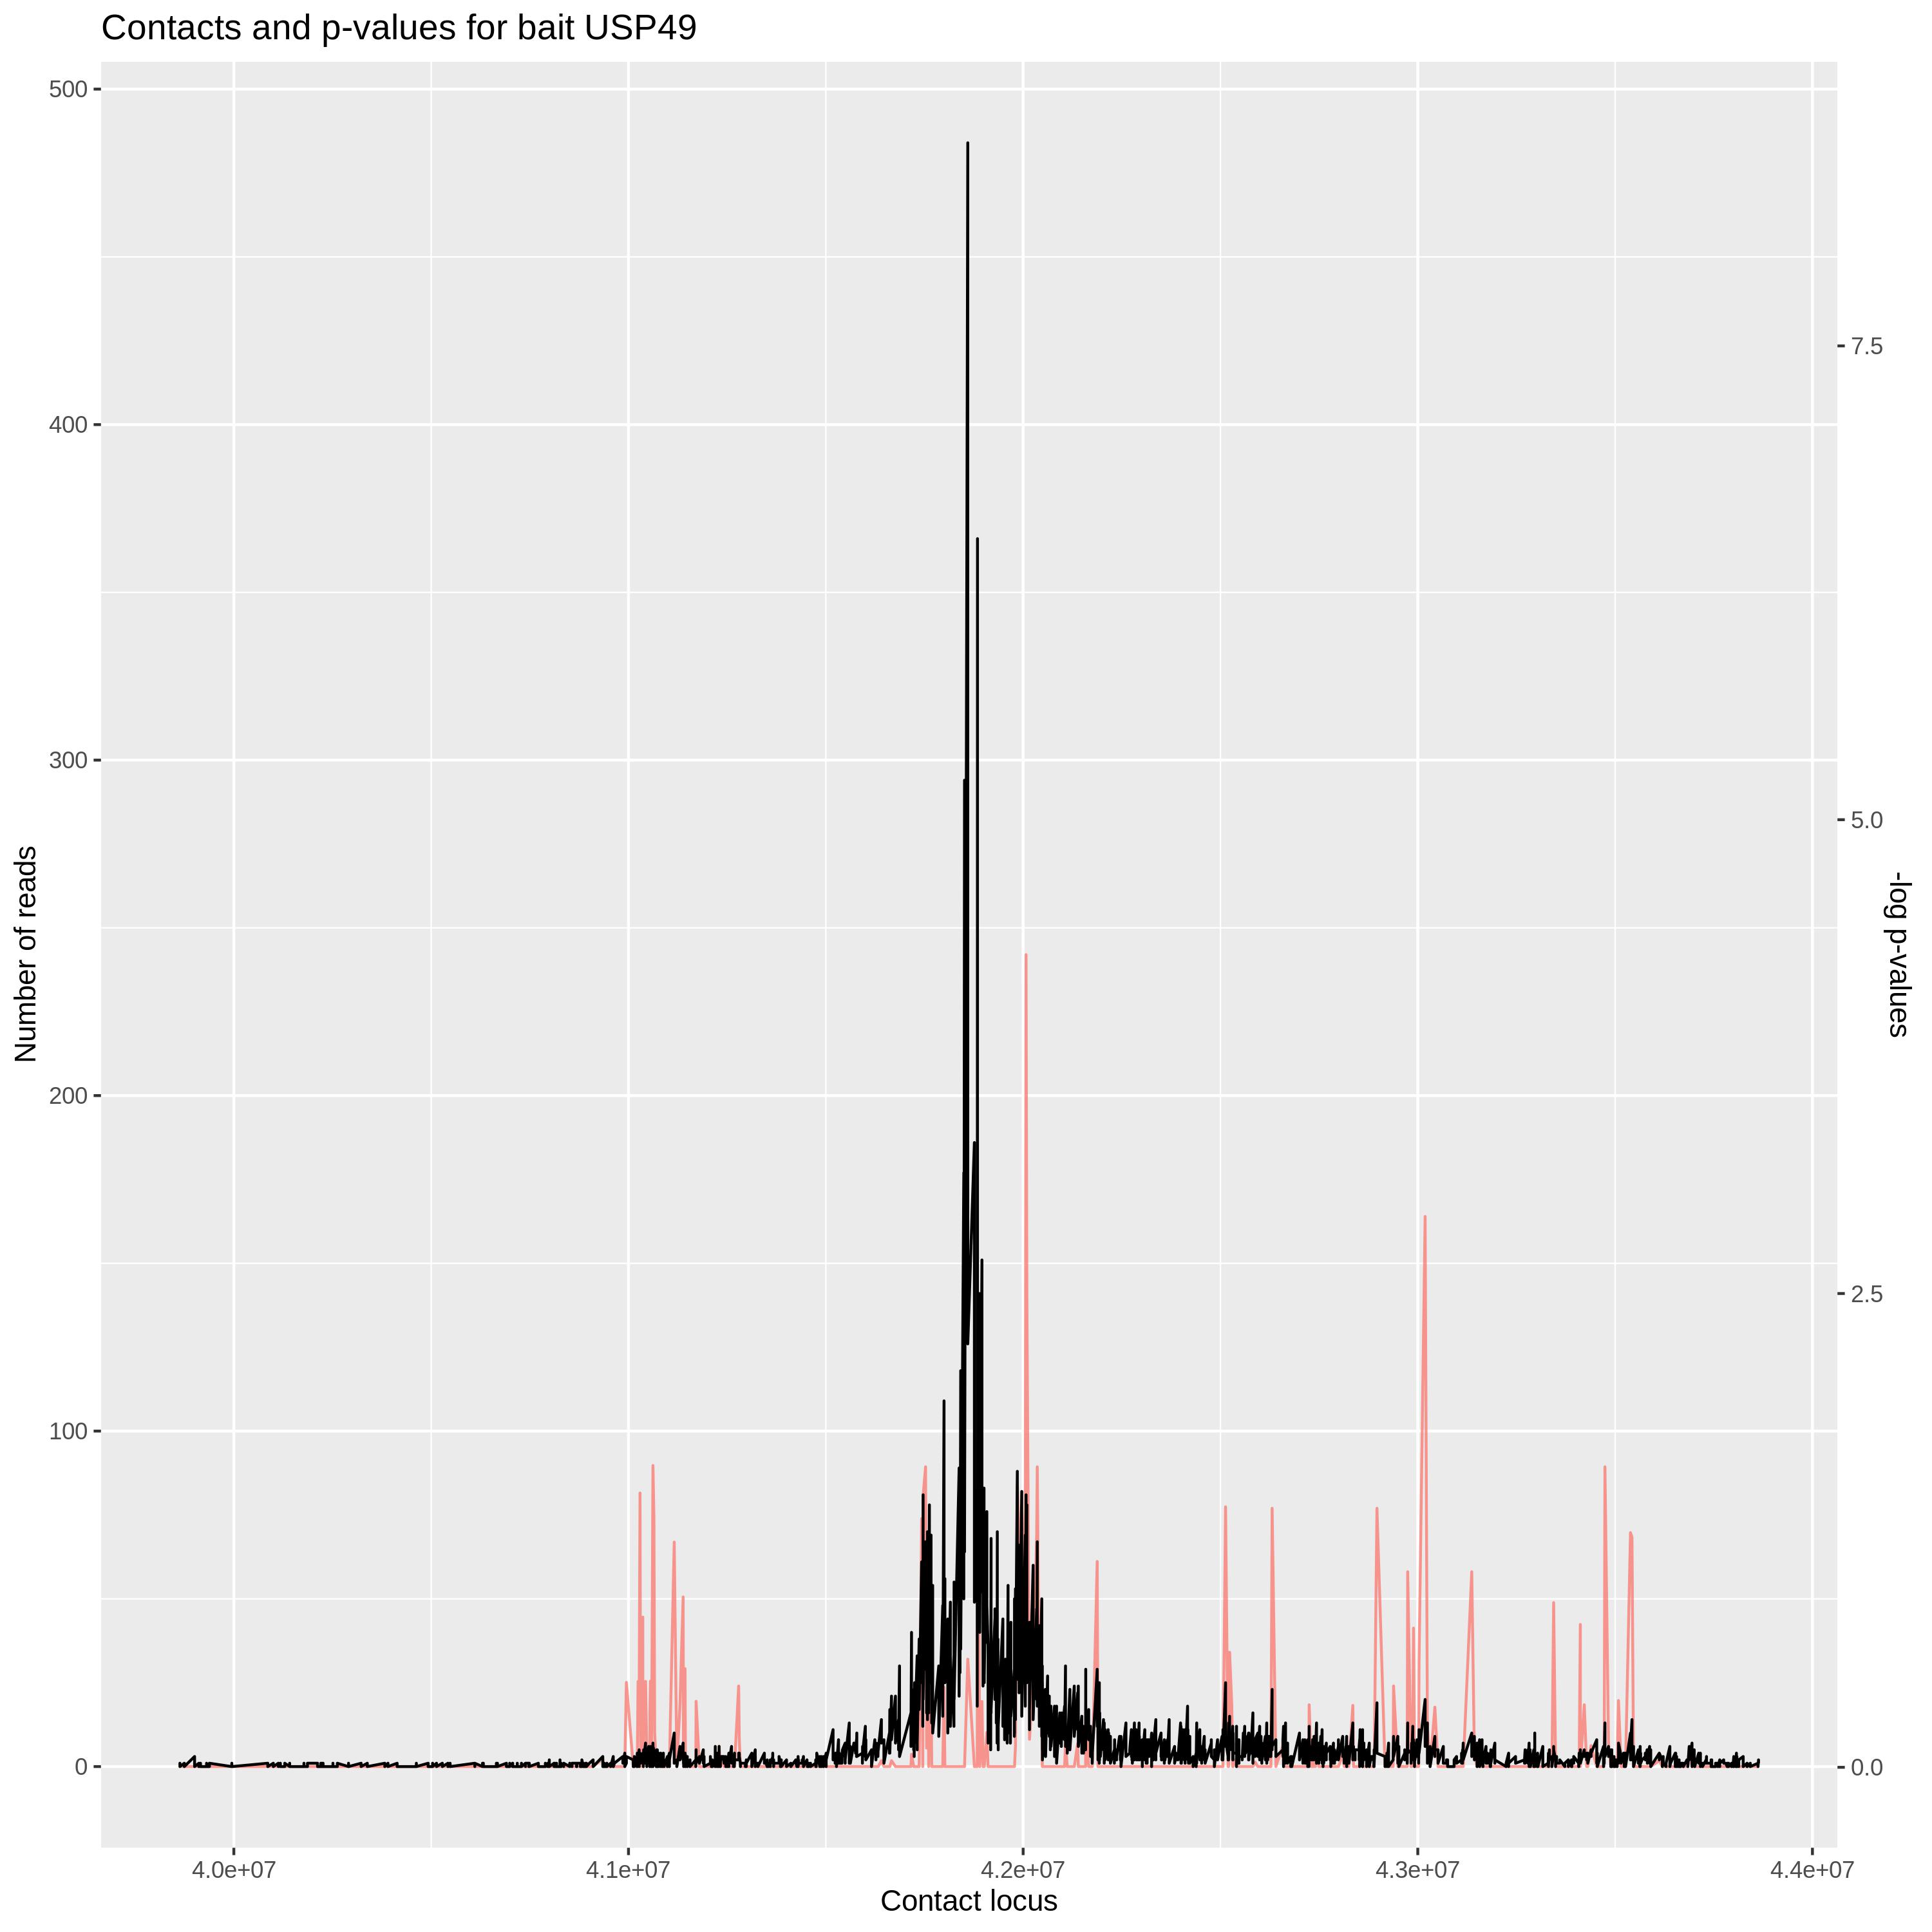 Contacts and p-values for bait USP49
500
400
300
200
100
0
Number of reads
7.5
5.0
2.5
0.0
-log p-values
4.0e+07
4.1e+07
4.2e+07
4.3e+07
4.4e+07
Contact locus